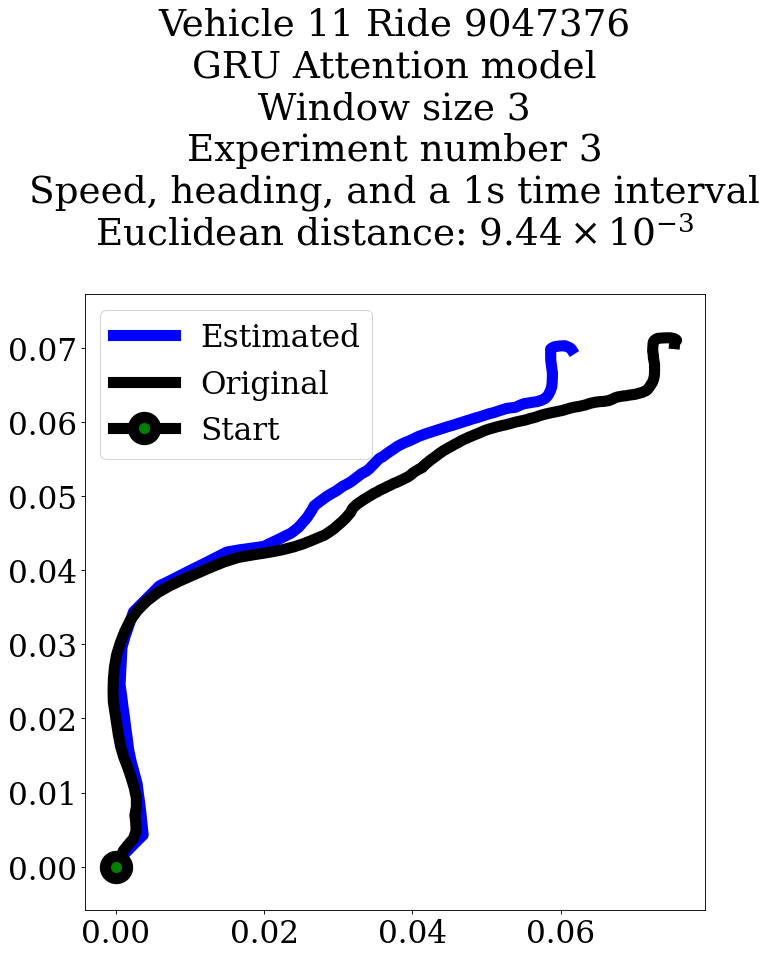 Vehicle 11 Ride 9047376
GRU Attention model
Window size 3
Experiment number 3
Speed, heading, and a 1s time interval
Euclidean distance: 9.44 × 10⁻³
Estimated
Original
Start
0.07
0.06
0.05
0.04
0.03
0.02
0.01
0.00
0.00 0.02 0.04 0.06